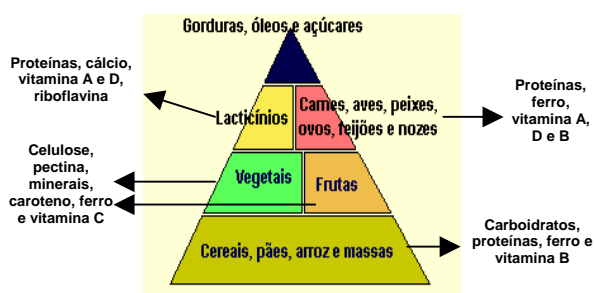 Gorduras, óleos e açúcares
Proteínas, cálcio,
vitamina A e D,
riboflavina
Lacticínios
Carnes, aves, peixes,
ovos, feijões e nozes
Proteínas,
ferro,
vitamina A,
D e B
Celulose,
pectina,
minerais,
caroteno, ferro
e vitamina C
Vegetais
Frutas
Cereais, pães, arroz e massas
Carboidratos,
proteínas, ferro e
vitamina B